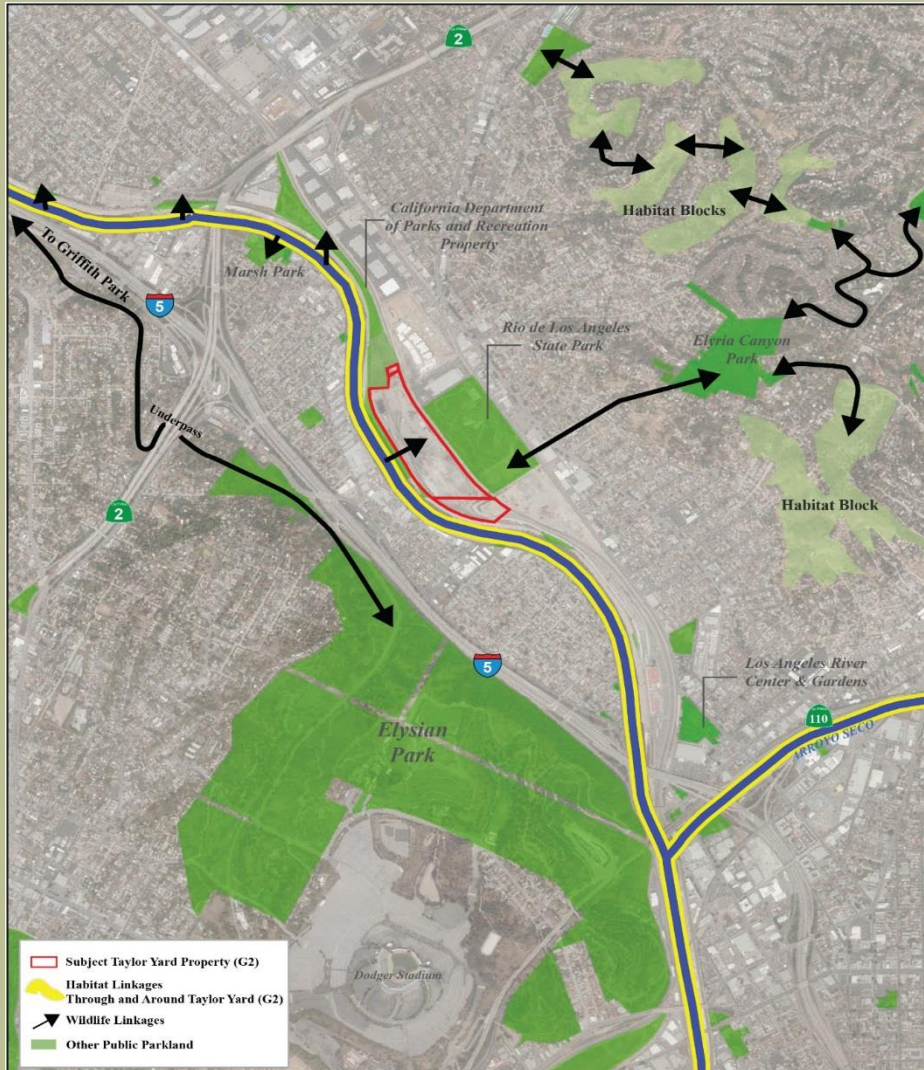 2
California Department
of Parks and Recreation
Property
Habitat Blocks
To Griffith Park
Marsh Park
5
Rio de Los Angeles
State Park
Elyria Canyon
Park
Underpass
2
Habitat Block
5
Los Angeles River
Center & Gardens
Elysian
Park
CALIFORNIA
110
ARROYO SECO
Dodger Stadium
Subject Taylor Yard Property (G2)
Habitat Linkages
Through and Around Taylor Yard (G2)
Wildlife Linkages
Other Public Parkland